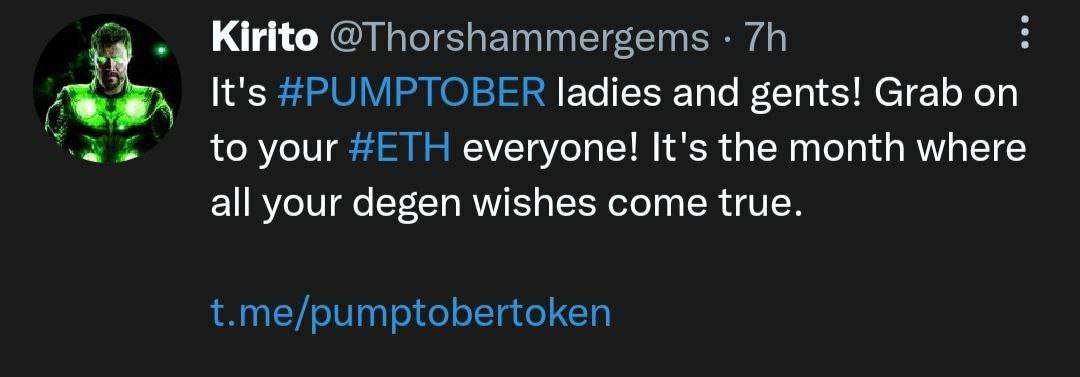 Kirito @Thorshammergems · 7h
It's #PUMPTOBER ladies and gents! Grab on
to your #ETH everyone! It's the month where
all your degen wishes come true.
t.me/pumptobertoken